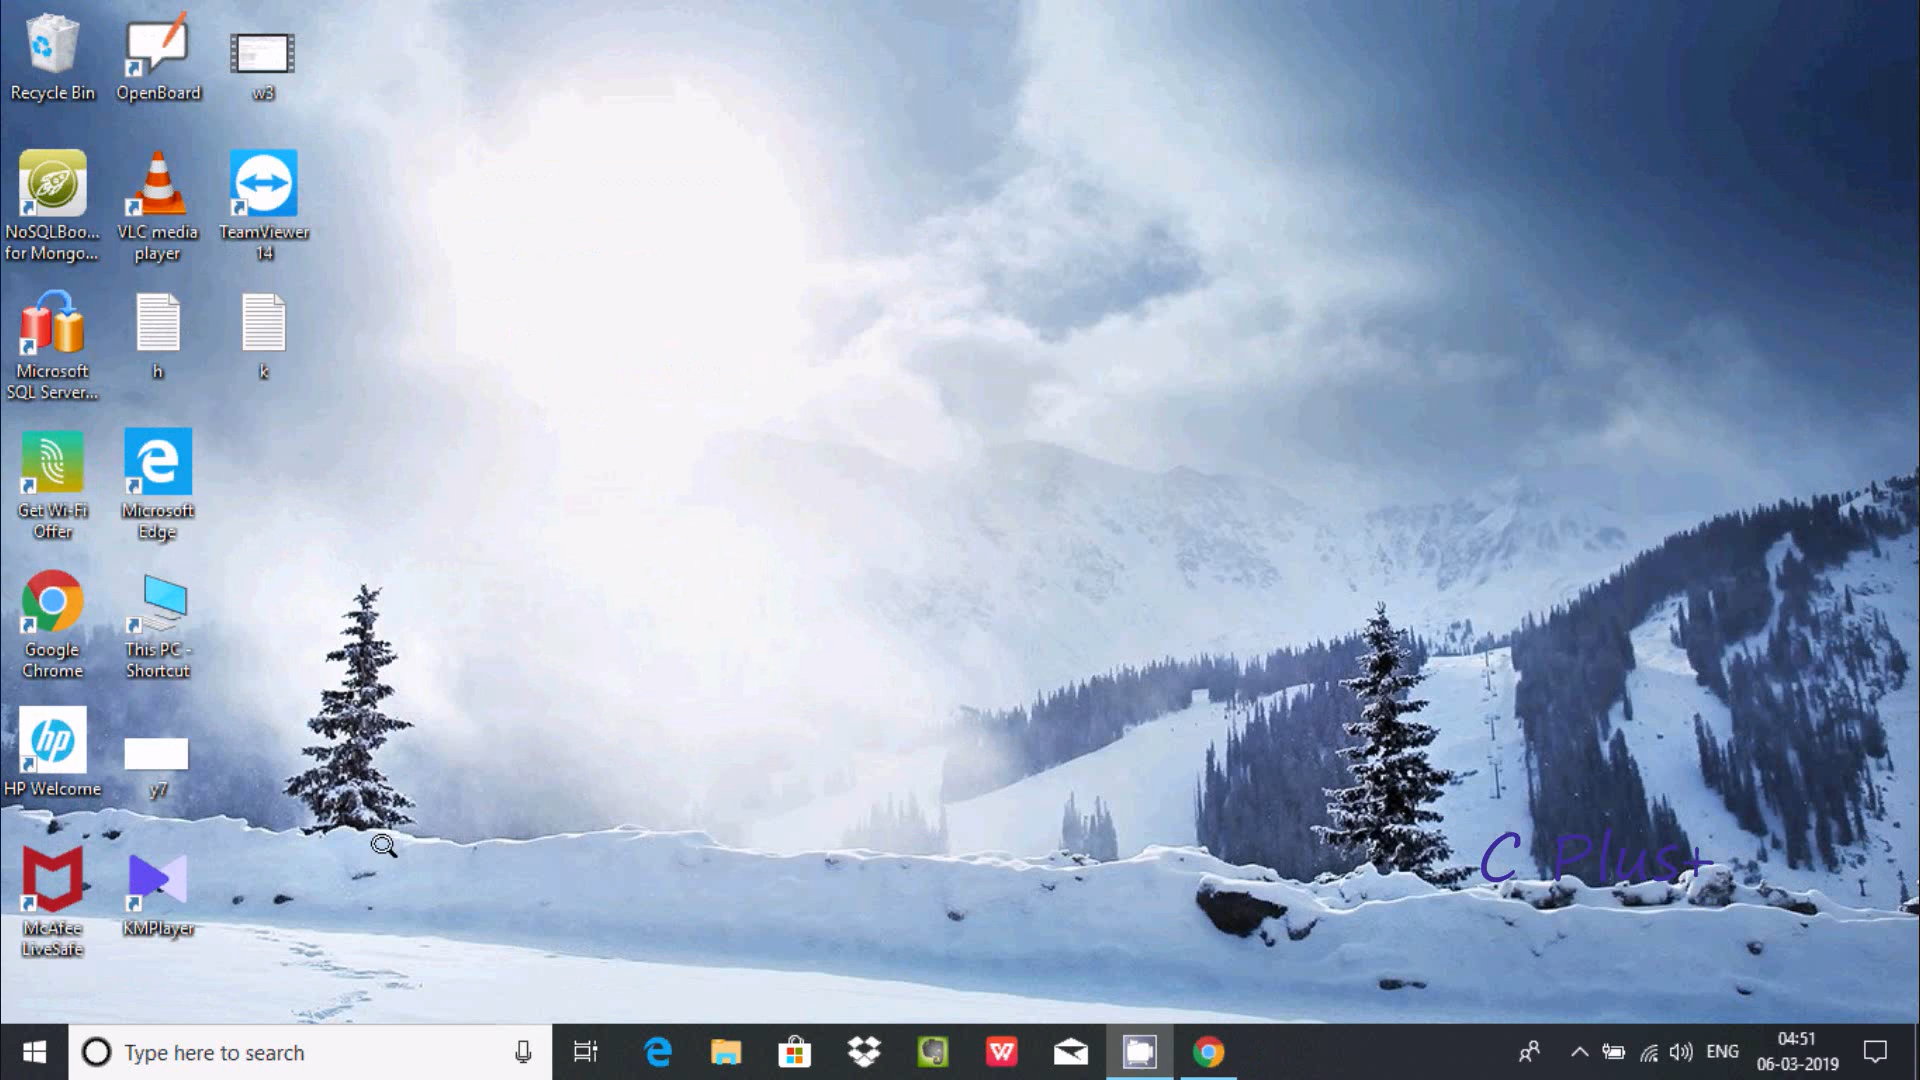 Recycle Bin
OpenBoard
w3
NoSQLBoo...
for Mongo...
VLC media
player
TeamViewer
14
Microsoft
SQL Server...
h
k
Get Wi-Fi
Offer
Microsoft
Edge
Google
Chrome
This PC -
Shortcut
hp
HP Welcome
y7
McAfee
LiveSafe
KMPlayer
C Plus+
Type here to search
ENG
04:51
06-03-2019